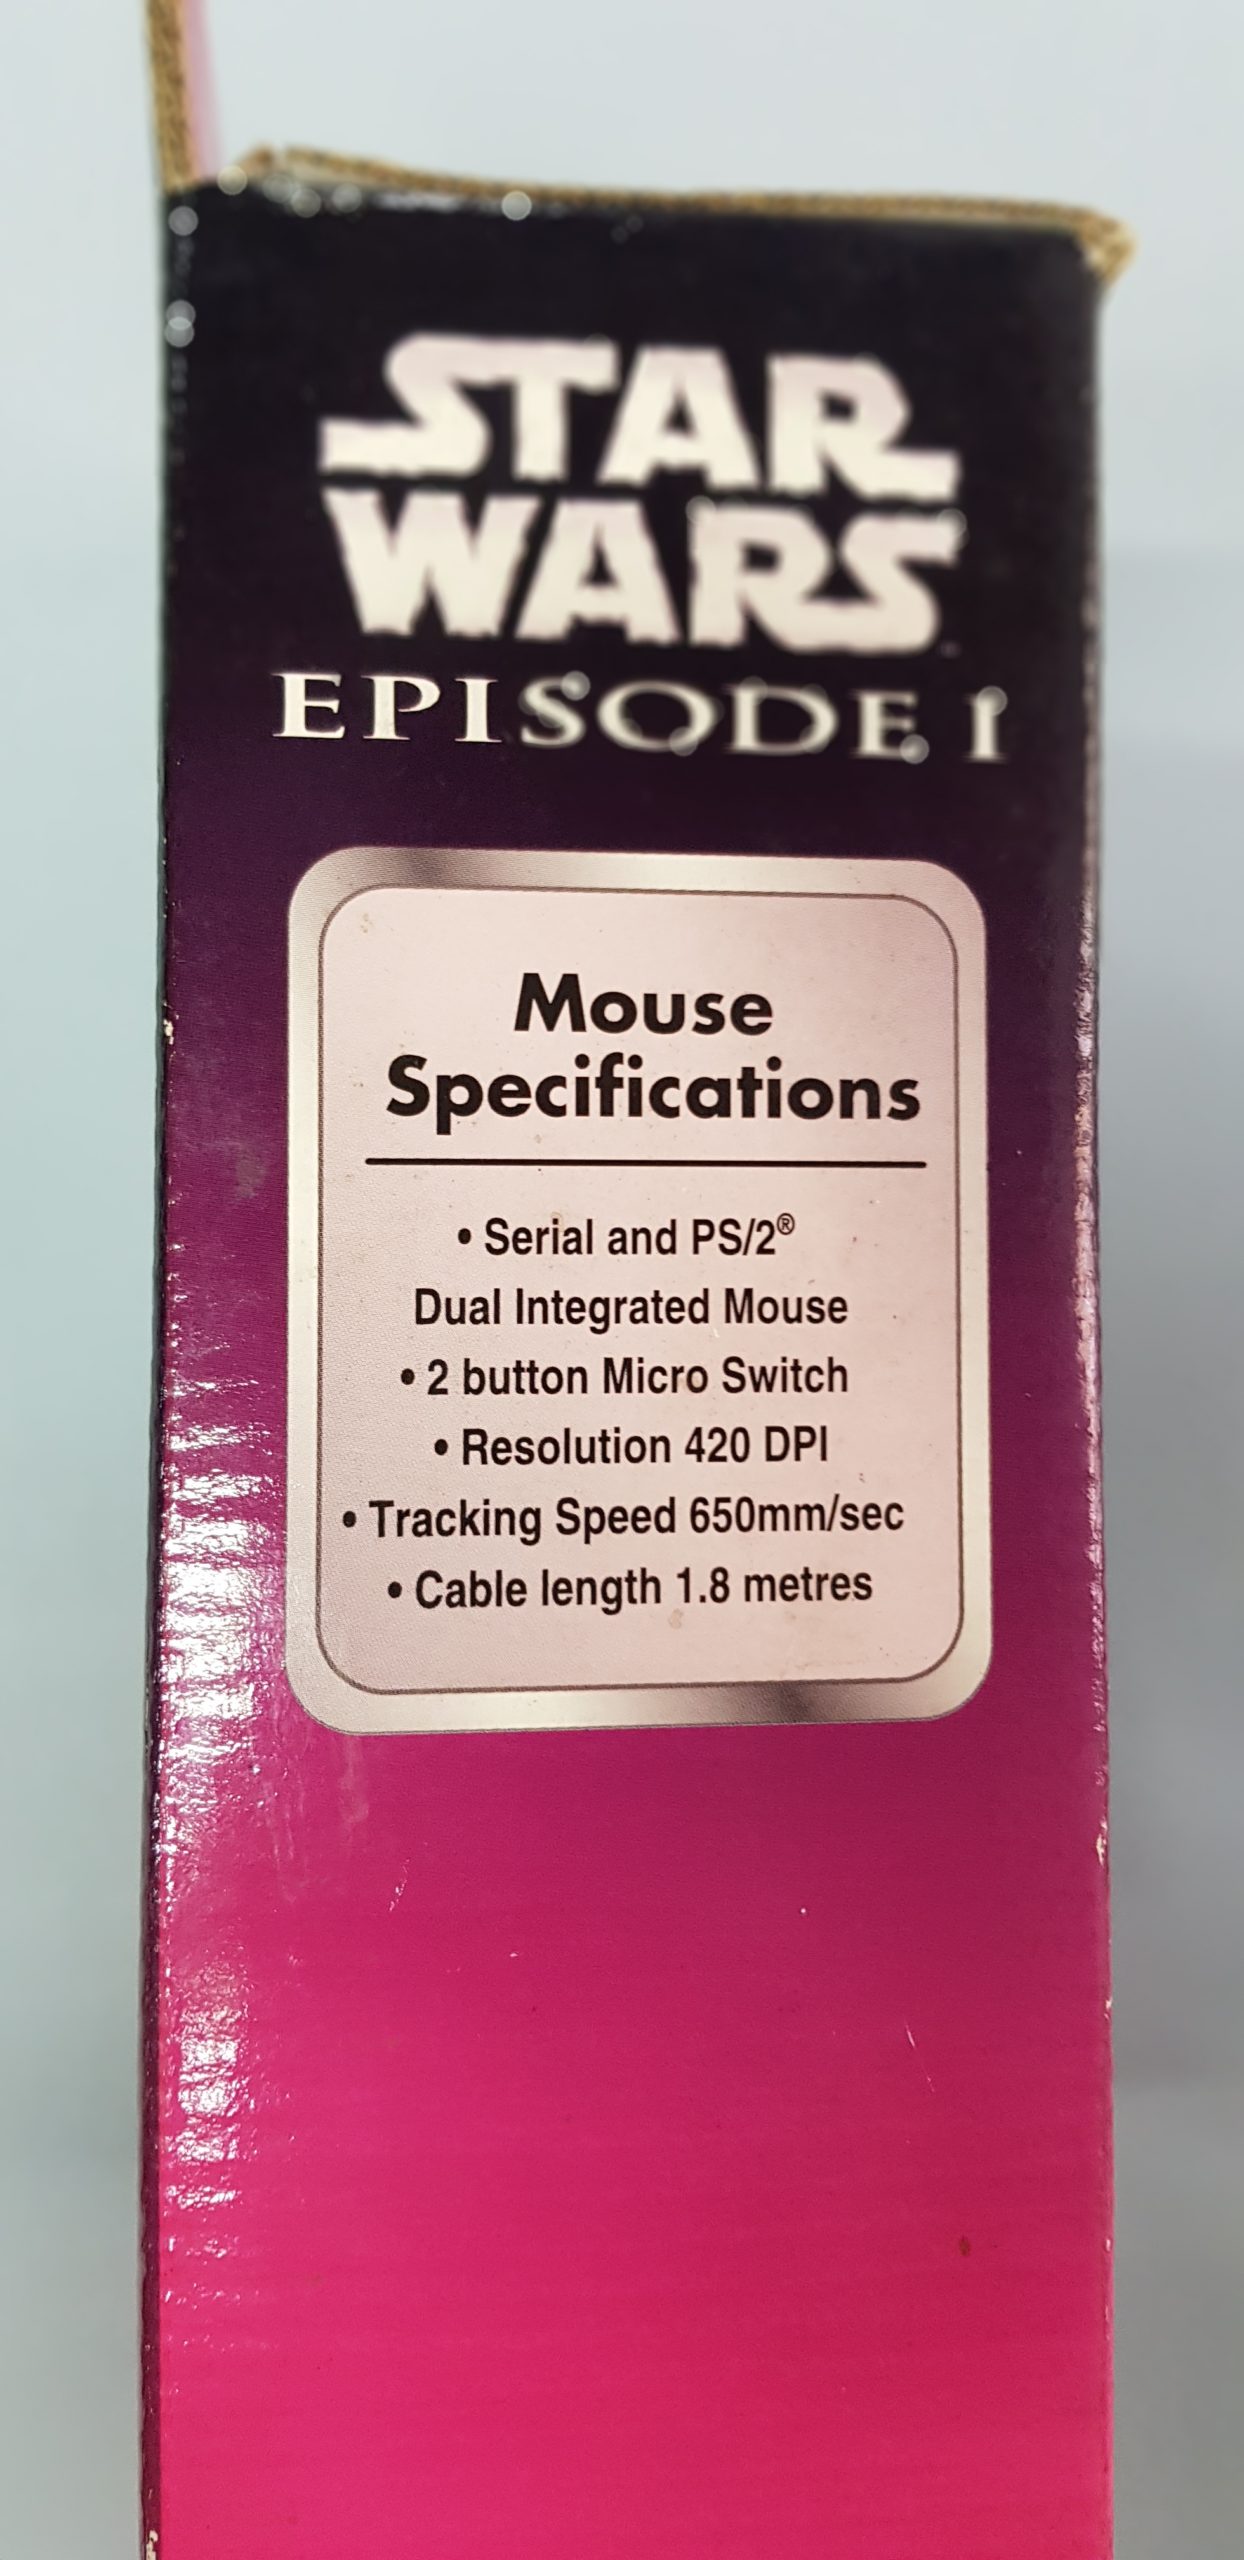 STAR
WARS
EPISODE I
Mouse
Specifications
• Serial and PS/2®
Dual Integrated Mouse
• 2 button Micro Switch
• Resolution 420 DPI
• Tracking Speed 650mm/sec
• Cable length 1.8 metres